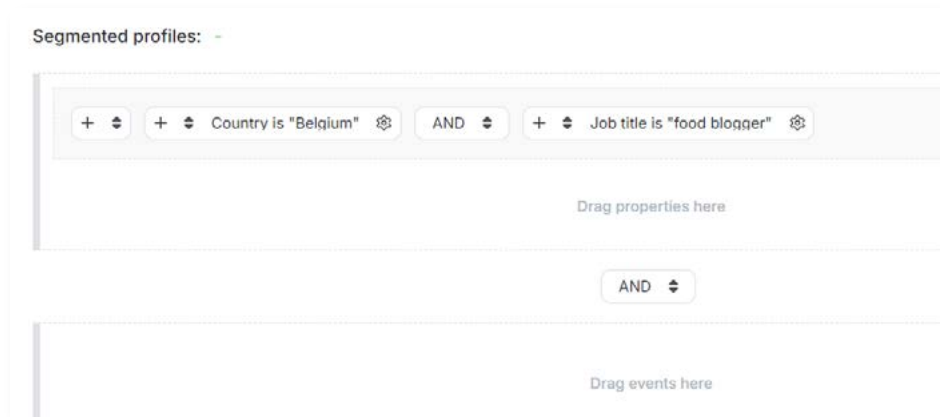 Segmented profiles: -
+ + Country is "Belgium" AND + Job title is "food blogger"
Drag properties here
AND
Drag events here